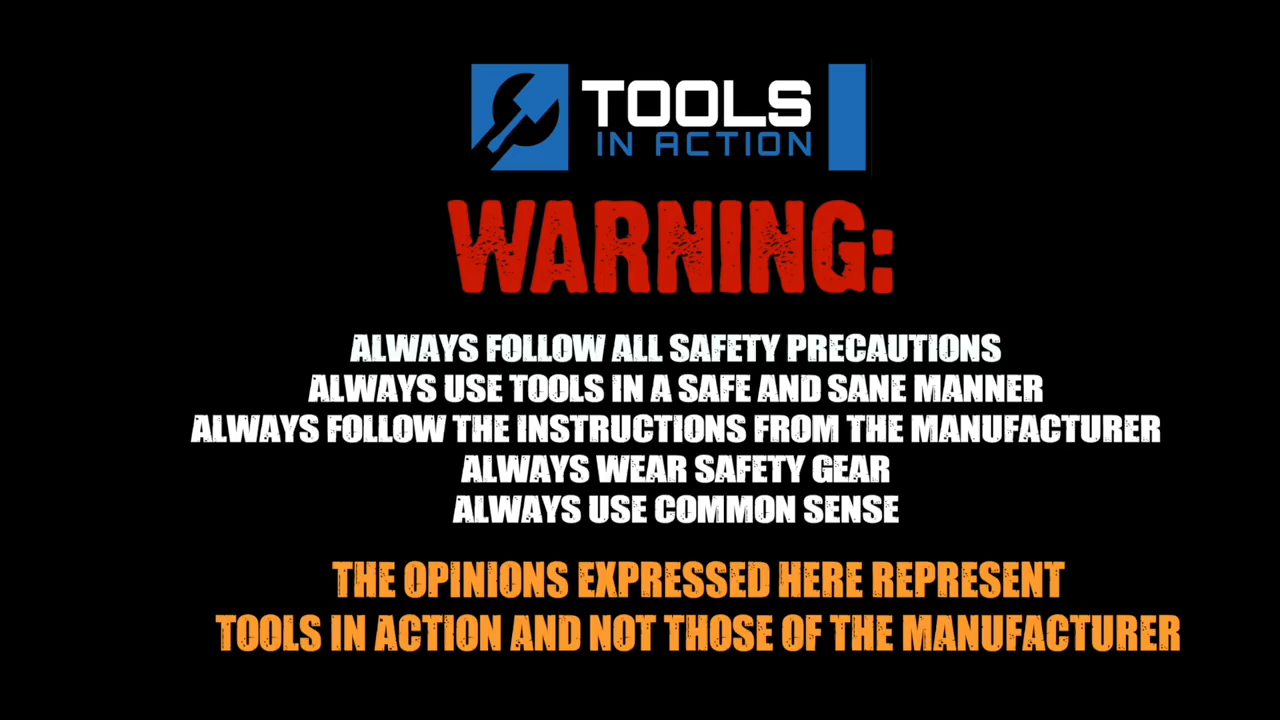 TOOLS
IN ACTION
WARNING:
ALWAYS FOLLOW ALL SAFETY PRECAUTIONS
ALWAYS USE TOOLS IN A SAFE AND SANE MANNER
ALWAYS FOLLOW THE INSTRUCTIONS FROM THE MANUFACTURER
ALWAYS WEAR SAFETY GEAR
ALWAYS USE COMMON SENSE
THE OPINIONS EXPRESSED HERE REPRESENT
TOOLS IN ACTION AND NOT THOSE OF THE MANUFACTURER